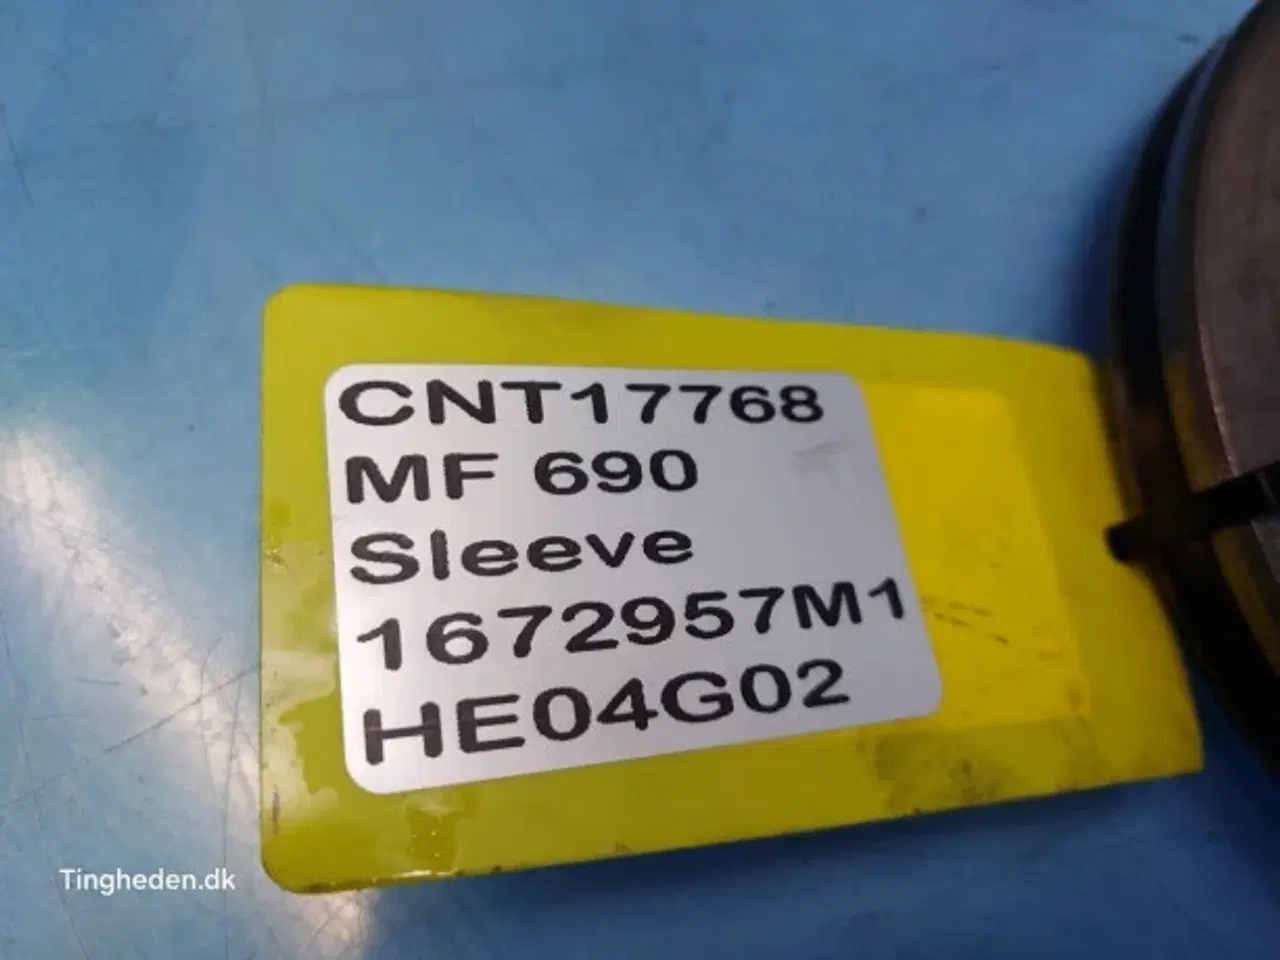 CNT17768
MF 690
Sleeve
1672957M1
HE04G02
Tingheden.dk